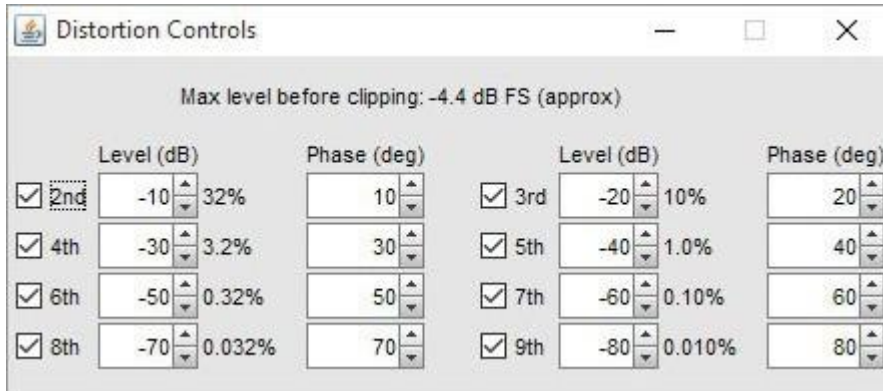 Distortion Controls
Max level before clipping: -4.4 dB FS (approx)
Level (dB) Phase (deg) Level (dB) Phase (deg)
2nd -10 32% 10 3rd -20 10% 20
4th -30 3.2% 30 5th -40 1.0% 40
6th -50 0.32% 50 7th -60 0.10% 60
8th -70 0.032% 70 9th -80 0.010% 80